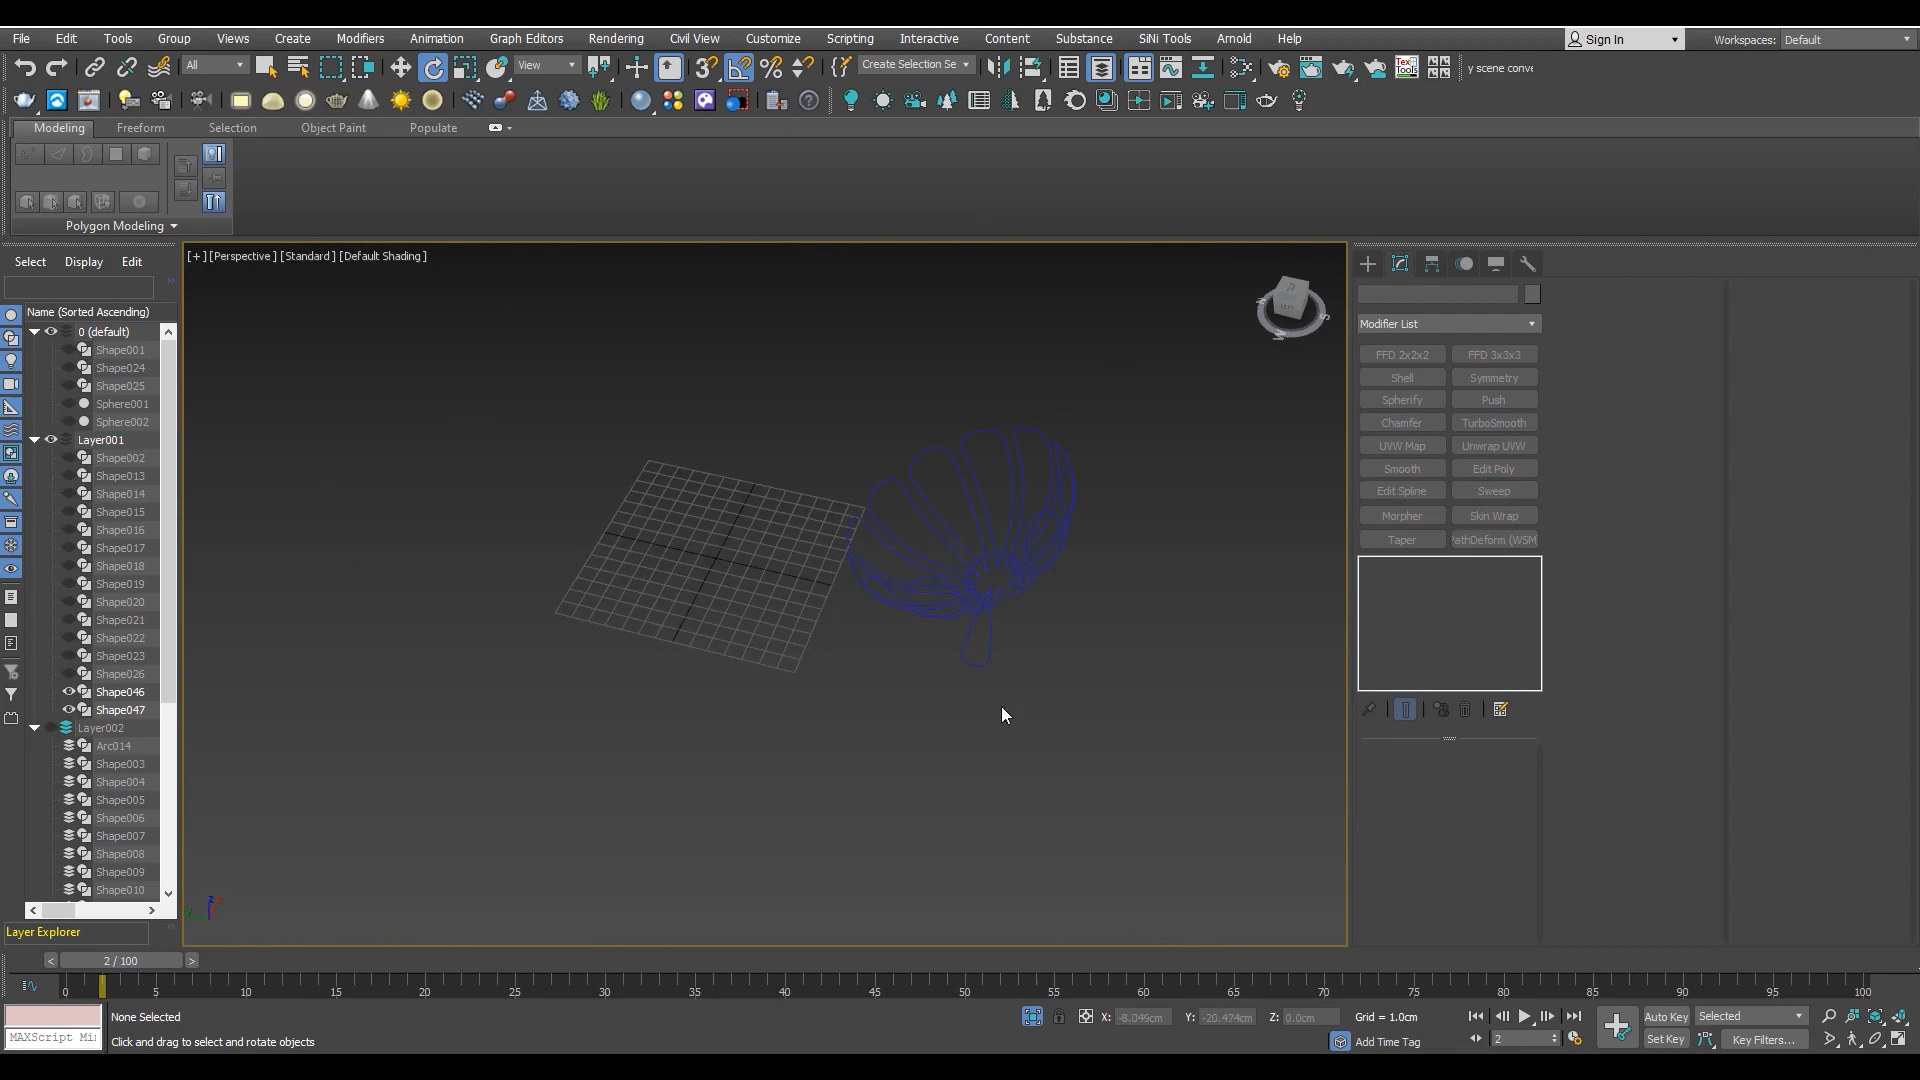 File Edit Tools Group Views Create Modifiers Animation Graph Editors Rendering Civil View Customize Scripting Interactive Content Substance SiNi Tools Arnold Help Sign In Workspaces: Default
All View 3 Create Selection Se y scene conve
Modeling Freeform Selection Object Paint Populate
Polygon Modeling
Select Display Edit
[+] [Perspective] [Standard] [Default Shading]
Name (Sorted Ascending)
0 (default)
Shape001
Shape024
Shape025
Sphere001
Sphere002
Layer001
Shape002
Shape013
Shape014
Shape015
Shape016
Shape017
Shape018
Shape019
Shape020
Shape021
Shape022
Shape023
Shape026
Shape046
Shape047
Layer002
Arc014
Shape003
Shape004
Shape005
Shape006
Shape007
Shape008
Shape009
Shape010
Layer Explorer
Modifier List
FFD 2x2x2 FFD 3x3x3
Shell Symmetry
Spherify Push
Chamfer TurboSmooth
UVW Map Unwrap UVW
Smooth Edit Poly
Edit Spline Sweep
Morpher Skin Wrap
Taper PathDeform (WSM)
< 2 / 100 >
0 5 10 15 20 25 30 35 40 45 50 55 60 65 70 75 80 85 90 95 100
None Selected X: -8.049cm Y: -20.474cm Z: 0.0cm Grid = 1.0cm Auto Key Selected
MAXScript Mi Click and drag to select and rotate objects Add Time Tag 2 Set Key Key Filters...